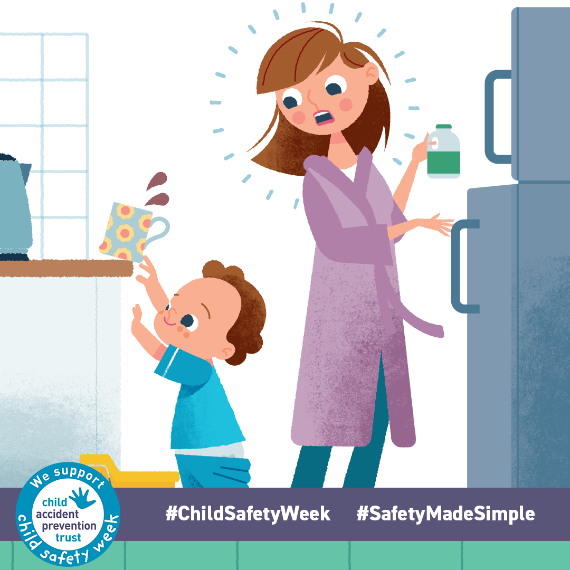 We support
child
accident
prevention
trust
child safety week
#ChildSafetyWeek #SafetyMadeSimple